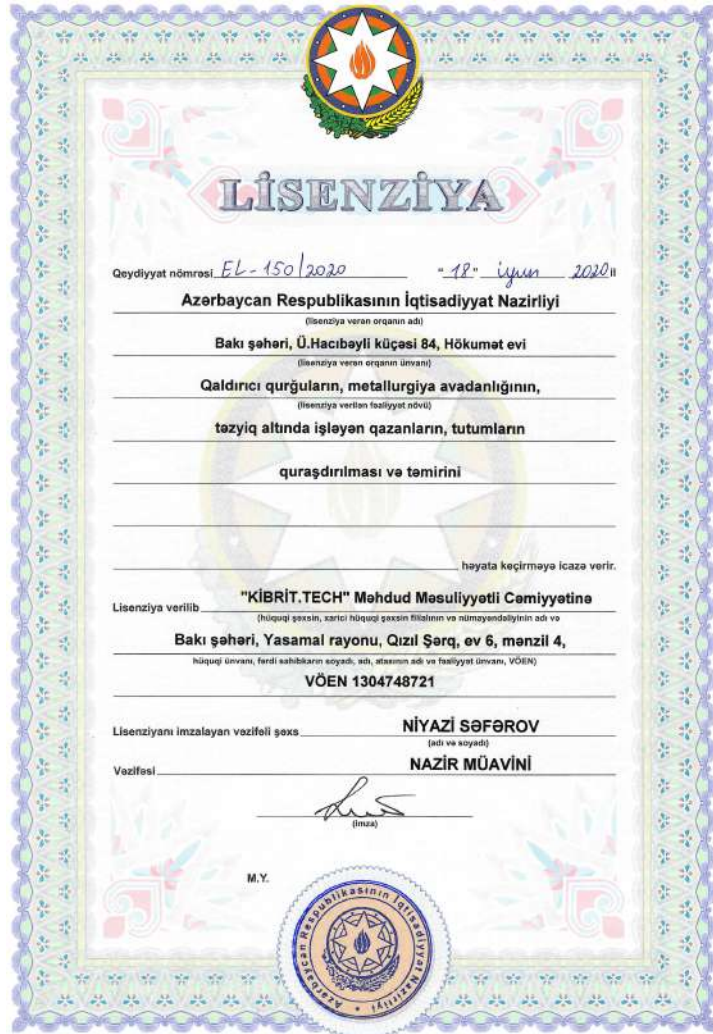 LİSENZİYA
Qeydiyyat nömrəsi EL-150/2020 "18" iyun 2020 il
Azərbaycan Respublikasının İqtisadiyyat Nazirliyi
(lisenziya verən orqanın adı)
Bakı şəhəri, Ü.Hacıbəyli küçəsi 84, Hökumət evi
(lisenziya verən orqanın ünvanı)
Qaldırıcı qurğuların, metallurgiya avadanlığının,
(lisenziya verilən fəaliyyət növü)
təzyiq altında işləyən qazanların, tutumların
quraşdırılması və təmirini
həyata keçirməyə icazə verir.
Lisenziya verilib "KİBRİT.TECH" Məhdud Məsuliyyətli Cəmiyyətinə
(hüquqi şəxsin, xarici hüquqi şəxsin filialının və nümayəndəliyinin adı və
Bakı şəhəri, Yasamal rayonu, Qızıl Şərq, ev 6, mənzil 4,
hüquqi ünvanı, fərdi sahibkarın soyadı, adı, atasının adı və fəaliyyət ünvanı, VÖEN)
VÖEN 1304748721
Lisenziyanı imzalayan vəzifəli şəxs NİYAZİ SƏFƏROV
(adı və soyadı)
Vəzifəsi NAZİR MÜAVİNİ
(imza)
M.Y.
Azərbaycan Respublikasının İqtisadiyyat Nazirliyi